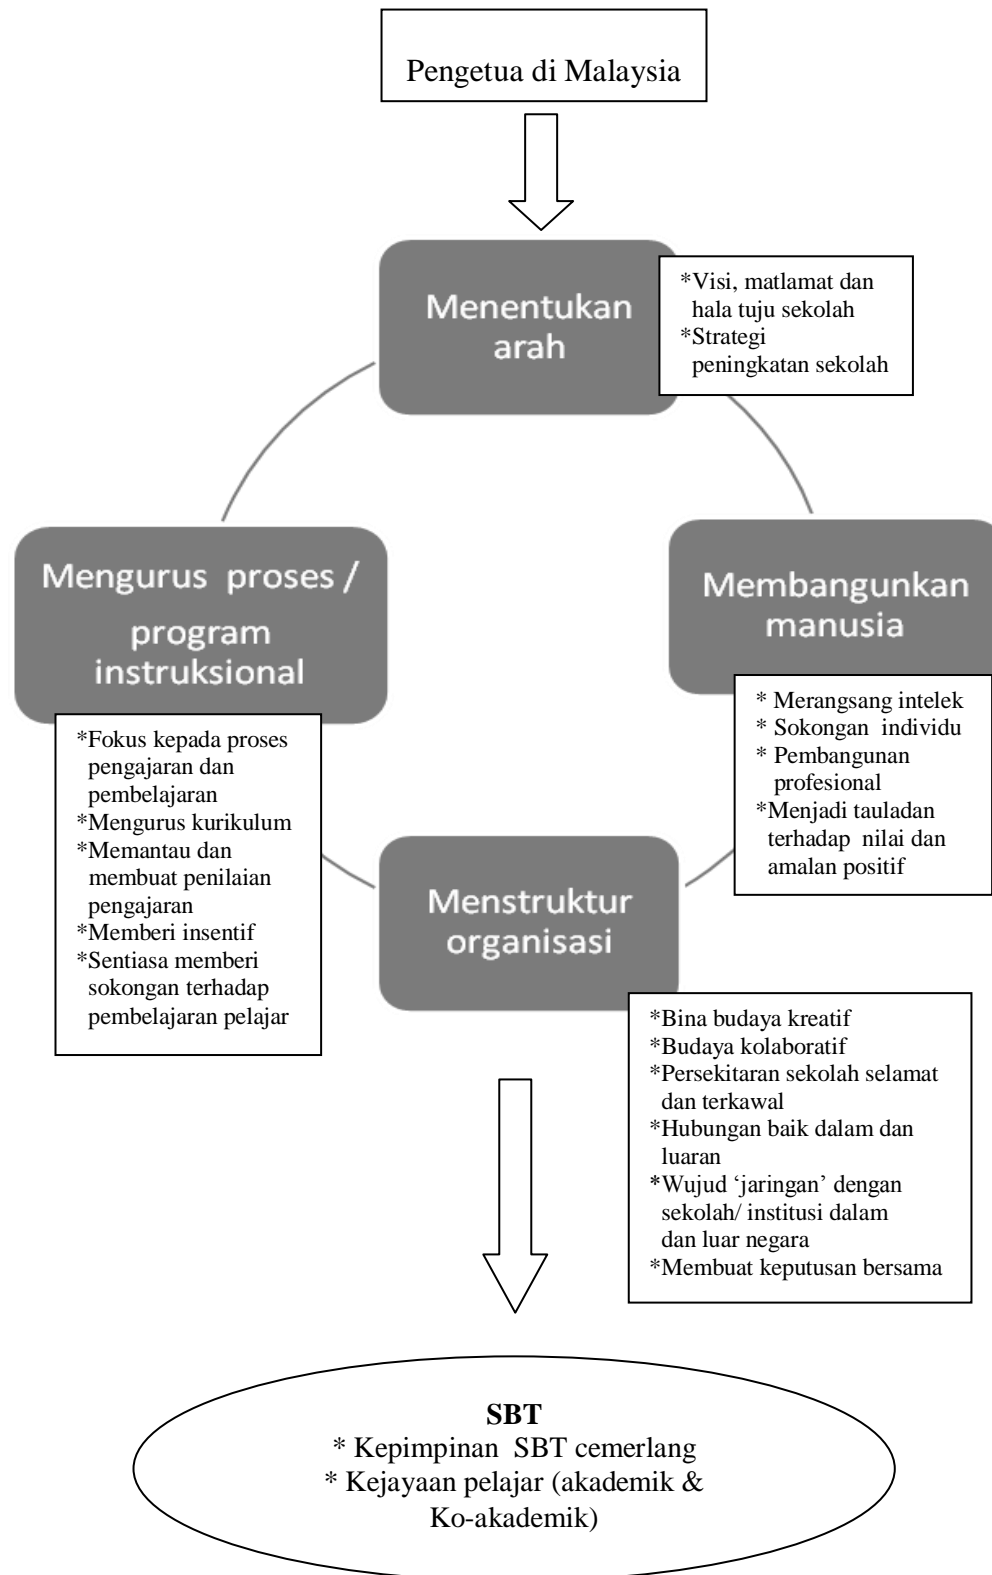 Pengetua di Malaysia
Menentukan
arah
*Visi, matlamat dan
hala tuju sekolah
*Strategi
peningkatan sekolah
Mengurus proses /
program
instruksional
*Fokus kepada proses
pengajaran dan
pembelajaran
*Mengurus kurikulum
*Memantau dan
membuat penilaian
pengajaran
*Memberi insentif
*Sentiasa memberi
sokongan terhadap
pembelajaran pelajar
Membangunkan
manusia
* Merangsang intelek
* Sokongan individu
* Pembangunan
profesional
*Menjadi tauladan
terhadap nilai dan
amalan positif
Menstruktur
organisasi
*Bina budaya kreatif
*Budaya kolaboratif
*Persekitaran sekolah selamat
dan terkawal
*Hubungan baik dalam dan
luaran
*Wujud ‘jaringan’ dengan
sekolah/ institusi dalam
dan luar negara
*Membuat keputusan bersama
SBT
* Kepimpinan SBT cemerlang
* Kejayaan pelajar (akademik &
Ko-akademik)